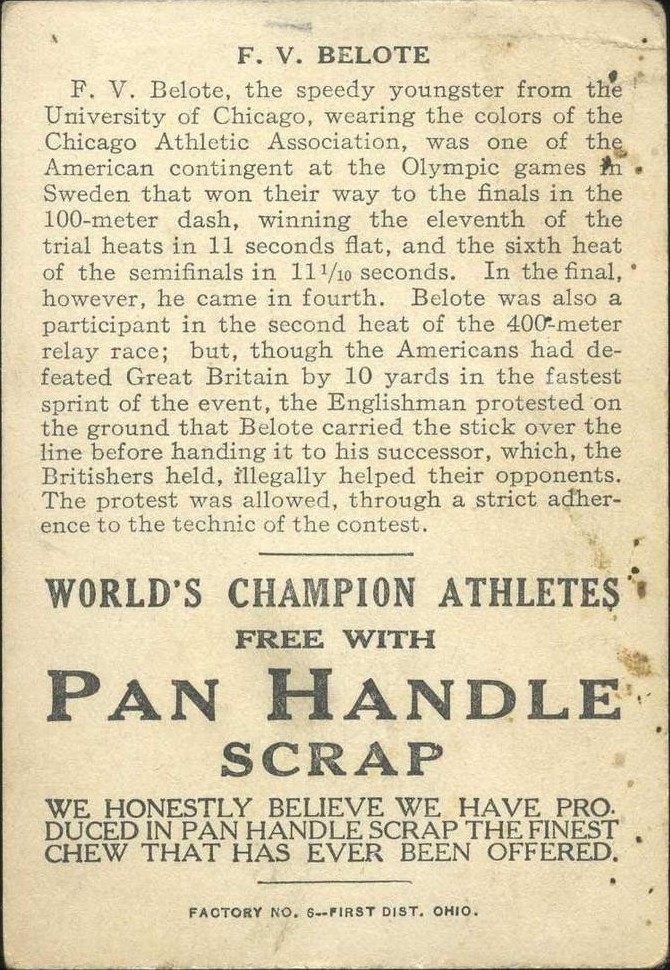 F. V. BELOTE
F. V. Belote, the speedy youngster from the
University of Chicago, wearing the colors of the
Chicago Athletic Association, was one of the
American contingent at the Olympic games in
Sweden that won their way to the finals in the
100-meter dash, winning the eleventh of the
trial heats in 11 seconds flat, and the sixth heat
of the semifinals in 11 1/10 seconds. In the final,
however, he came in fourth. Belote was also a
participant in the second heat of the 400-meter
relay race; but, though the Americans had de-
feated Great Britain by 10 yards in the fastest
sprint of the event, the Englishman protested on
the ground that Belote carried the stick over the
line before handing it to his successor, which, the
Britishers held, illegally helped their opponents.
The protest was allowed, through a strict adher-
ence to the technic of the contest.
WORLD'S CHAMPION ATHLETES
FREE WITH
PAN HANDLE
SCRAP
WE HONESTLY BELIEVE WE HAVE PRO-
DUCED IN PAN HANDLE SCRAP THE FINEST
CHEW THAT HAS EVER BEEN OFFERED.
FACTORY NO. 6--FIRST DIST. OHIO.